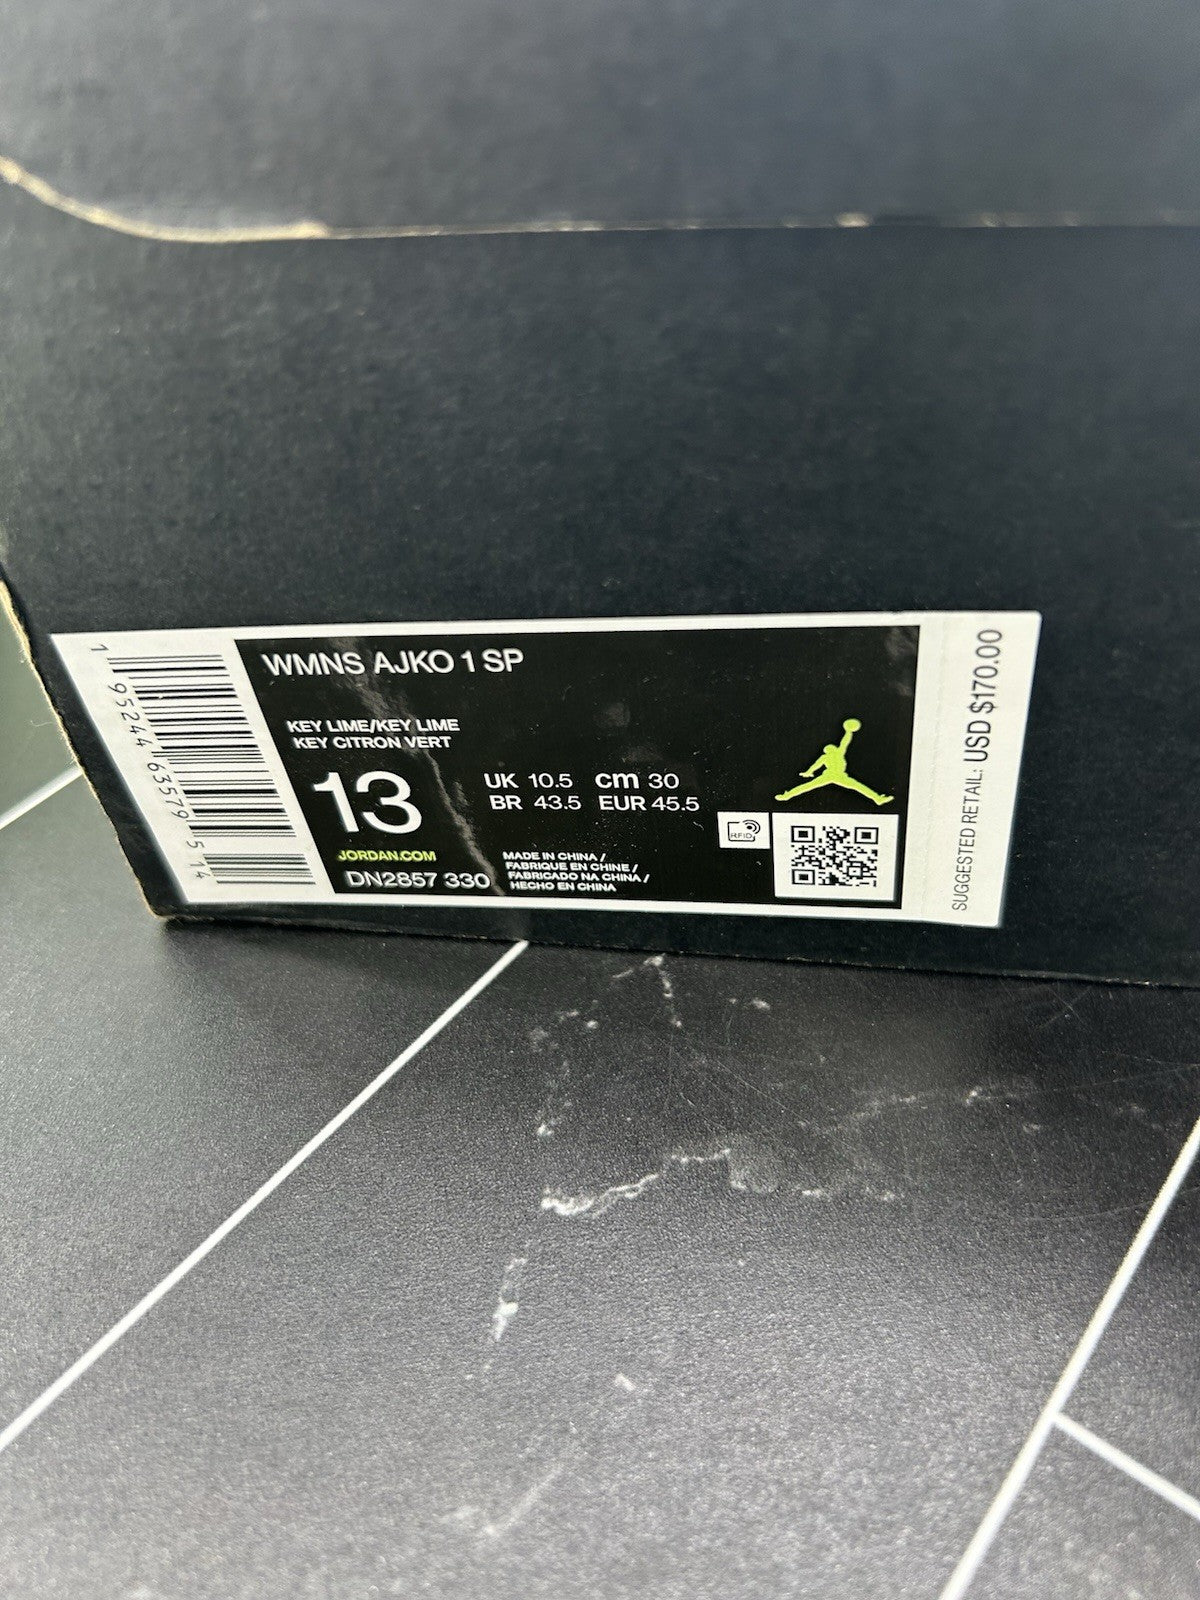 WMNS AJKO 1 SP
KEY LIME/KEY LIME
KEY CITRON VERT
13
UK 10.5 cm 30
BR 43.5 EUR 45.5
JORDAN.COM
DN2857 330
MADE IN CHINA /
FABRIQUE EN CHINE /
FABRICADO NA CHINA /
HECHO EN CHINA
RFID
1 95244 63579 5 14
SUGGESTED RETAIL: USD $170.00